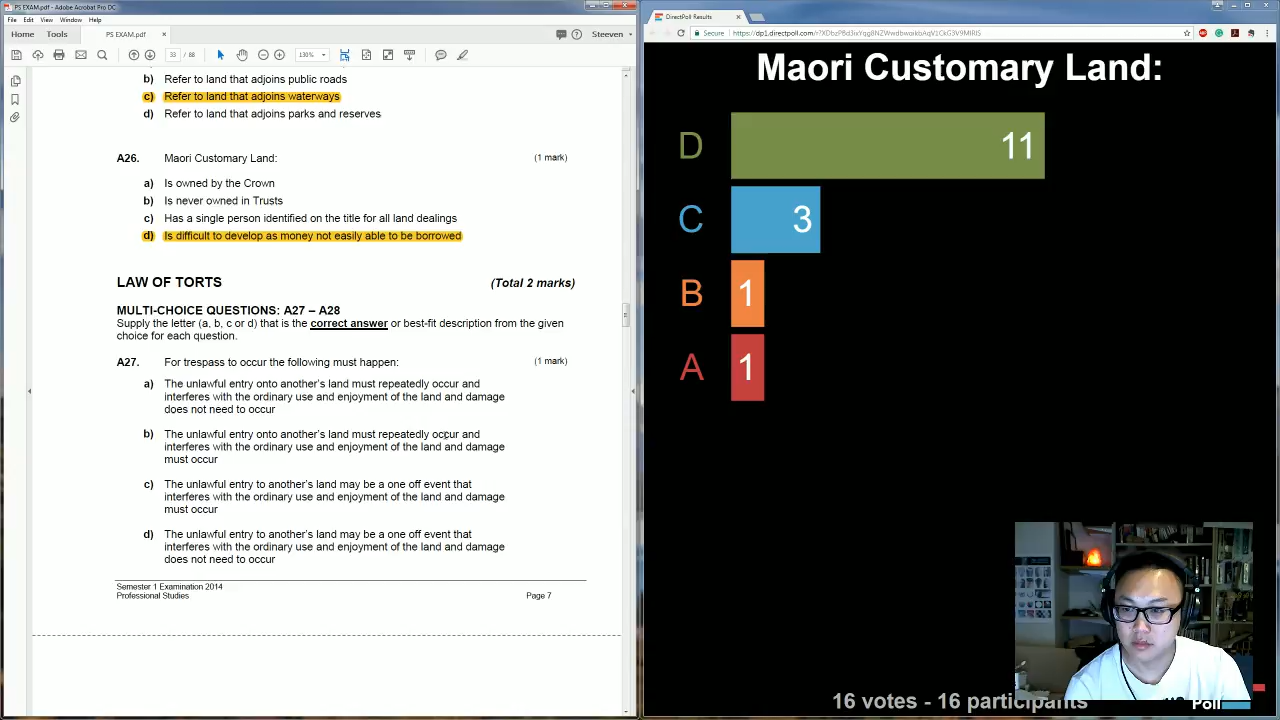 PS EXAM.pdf - Adobe Acrobat Pro DC
File Edit View Window Help
Home Tools PS EXAM.pdf × Steeven
33 / 88 130%
b) Refer to land that adjoins public roads
c) Refer to land that adjoins waterways
d) Refer to land that adjoins parks and reserves
A26. Maori Customary Land: (1 mark)
a) Is owned by the Crown
b) Is never owned in Trusts
c) Has a single person identified on the title for all land dealings
d) Is difficult to develop as money not easily able to be borrowed
LAW OF TORTS (Total 2 marks)
MULTI-CHOICE QUESTIONS: A27 – A28
Supply the letter (a, b, c or d) that is the correct answer or best-fit description from the given
choice for each question.
A27. For trespass to occur the following must happen: (1 mark)
a) The unlawful entry onto another's land must repeatedly occur and
interferes with the ordinary use and enjoyment of the land and damage
does not need to occur
b) The unlawful entry onto another's land must repeatedly occur and
interferes with the ordinary use and enjoyment of the land and damage
must occur
c) The unlawful entry to another's land may be a one off event that
interferes with the ordinary use and enjoyment of the land and damage
must occur
d) The unlawful entry to another's land may be a one off event that
interferes with the ordinary use and enjoyment of the land and damage
does not need to occur
Semester 1 Examination 2014
Professional Studies Page 7
DirectPoll Results ×
Secure
Maori Customary Land:
D 11
C 3
B 1
A 1
16 votes - 16 participants
Poll